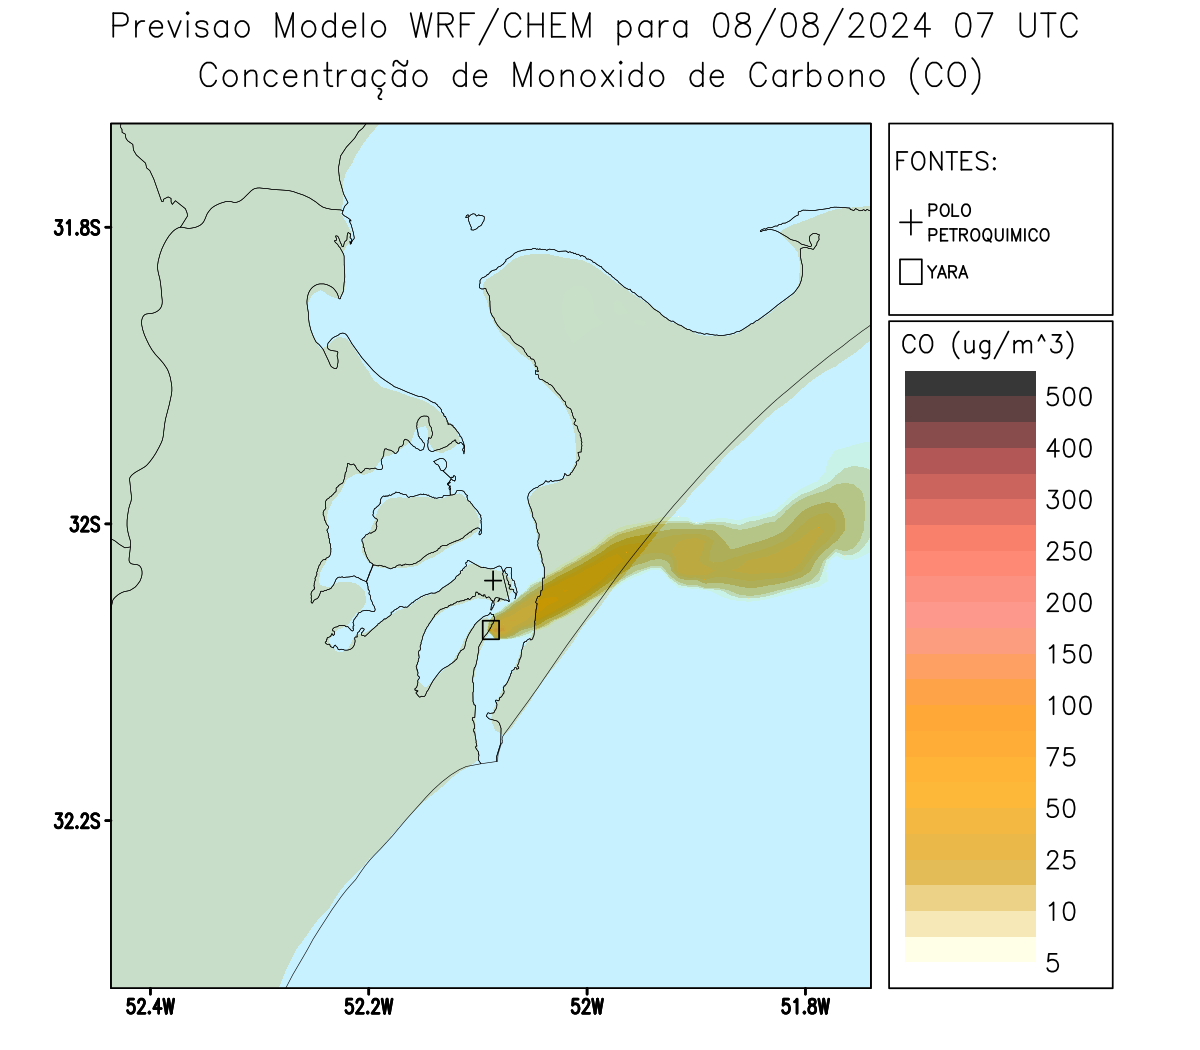 Previsao Modelo WRF/CHEM para 08/08/2024 07 UTC
Concentração de Monoxido de Carbono (CO)
FONTES:
POLO
PETROQUIMICO
YARA
CO (ug/m^3)
500
400
300
250
200
150
100
75
50
25
10
5
31.8S
32S
32.2S
52.4W
52.2W
52W
51.8W